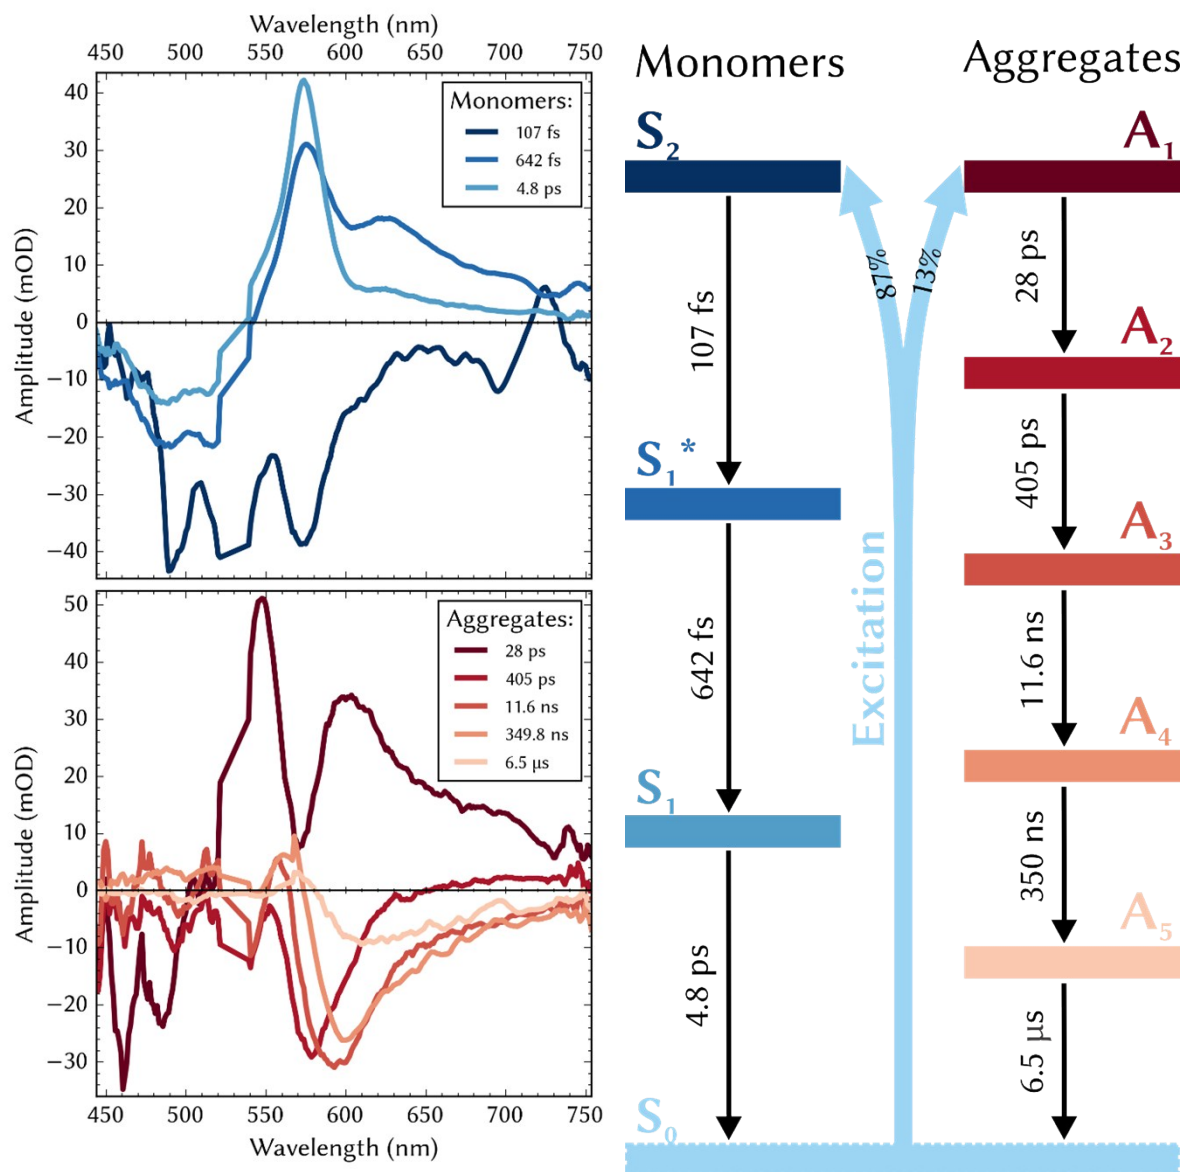 Wavelength (nm)
450 500 550 600 650 700 750
Amplitude (mOD)
40
30
20
10
0
−10
−20
−30
−40
Monomers:
107 fs
642 fs
4.8 ps
Amplitude (mOD)
50
40
30
20
10
0
−10
−20
−30
Aggregates:
28 ps
405 ps
11.6 ns
349.8 ns
6.5 µs
450 500 550 600 650 700 750
Wavelength (nm)
Monomers
S2
107 fs
S1*
642 fs
S1
4.8 ps
S0
87%
13%
Excitation
Aggregates
A1
28 ps
A2
405 ps
A3
11.6 ns
A4
350 ns
A5
6.5 µs